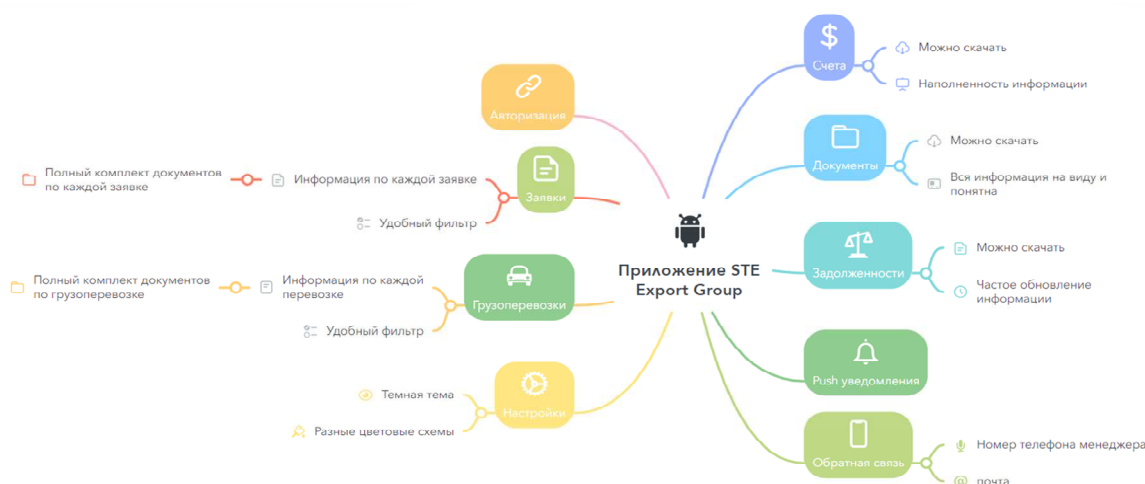 Счета
Можно скачать
Наполненность информации
Авторизация
Документы
Можно скачать
Вся информация на виду и
понятна
Полный комплект документов
по каждой заявке
Информация по каждой заявке
Заявки
Удобный фильтр
Приложение STE
Export Group
Задолженности
Можно скачать
Частое обновление
информации
Полный комплект документов
по грузоперевозке
Информация по каждой
перевозке
Грузоперевозки
Удобный фильтр
Push уведомления
Темная тема
Настройки
Разные цветовые схемы
Обратная связь
Номер телефона менеджера
почта